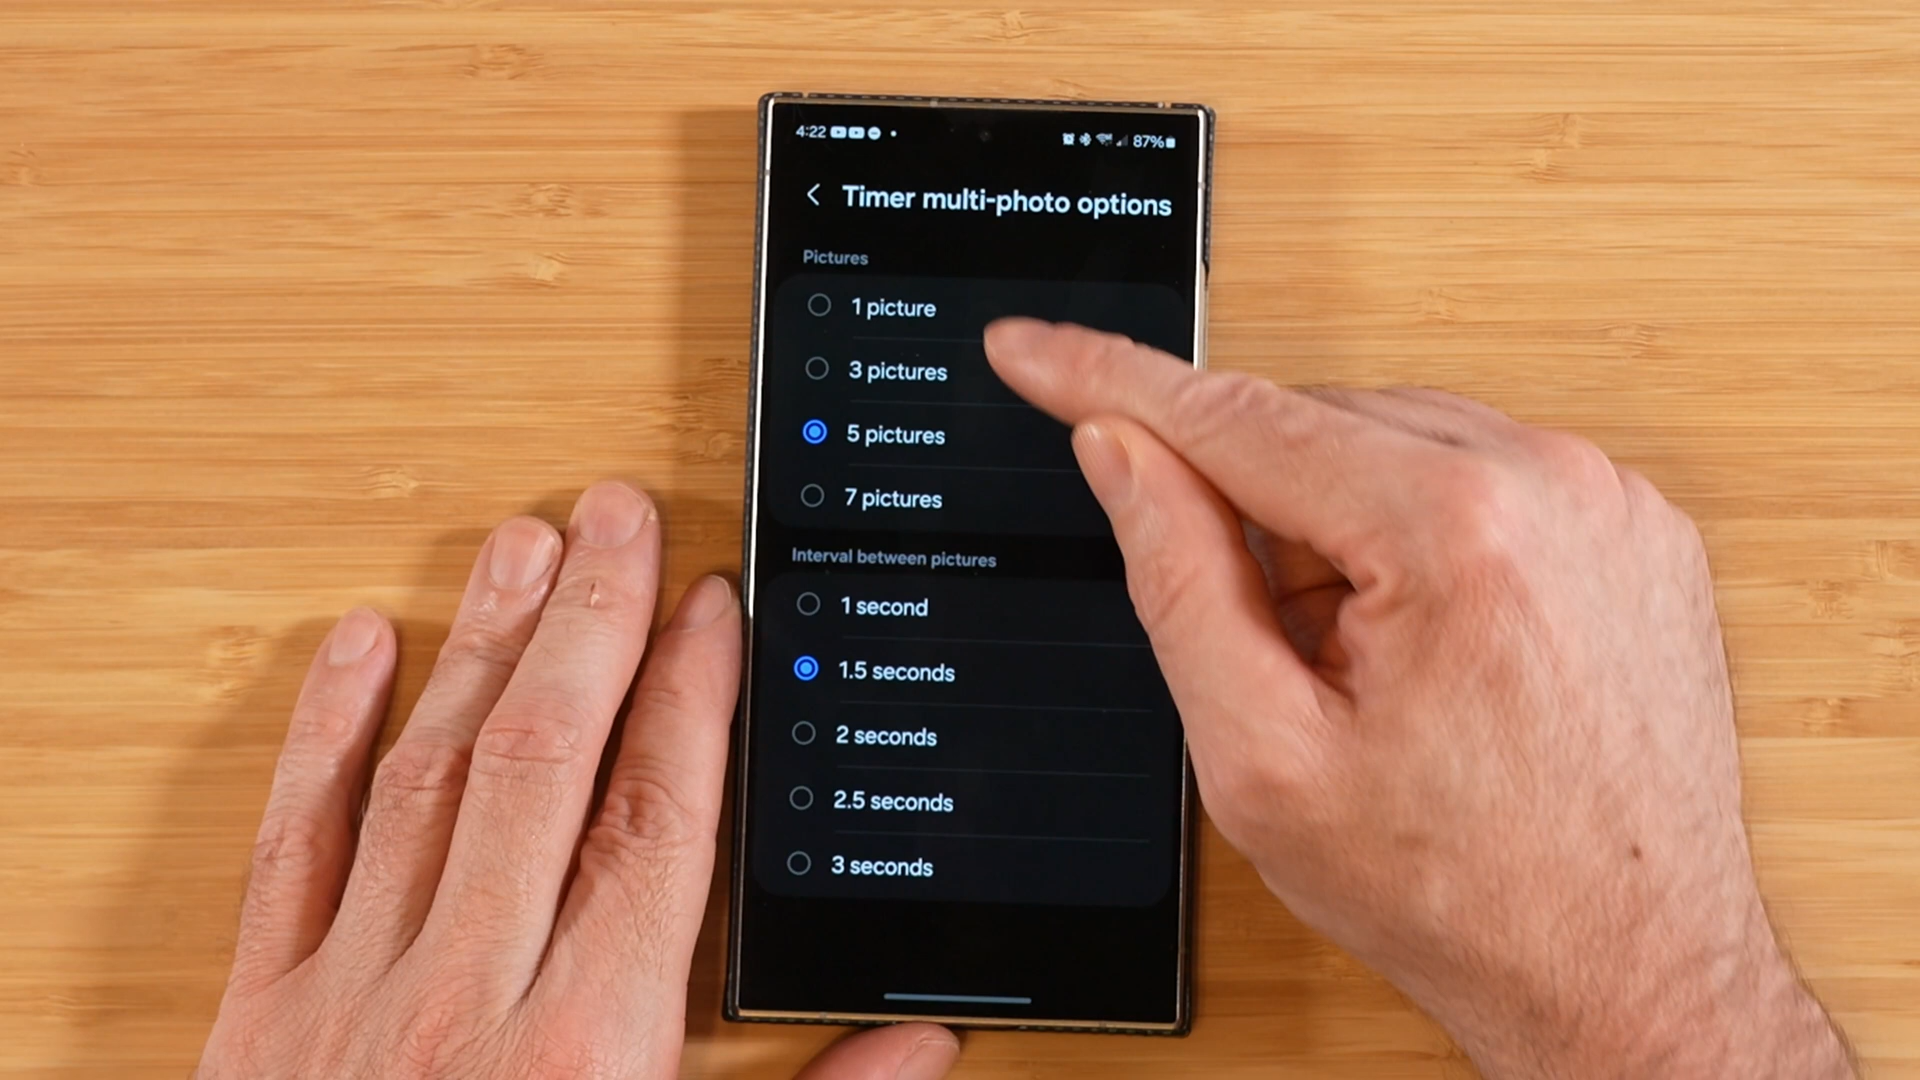 4:22
87%
Timer multi-photo options
Pictures
1 picture
3 pictures
5 pictures
7 pictures
Interval between pictures
1 second
1.5 seconds
2 seconds
2.5 seconds
3 seconds